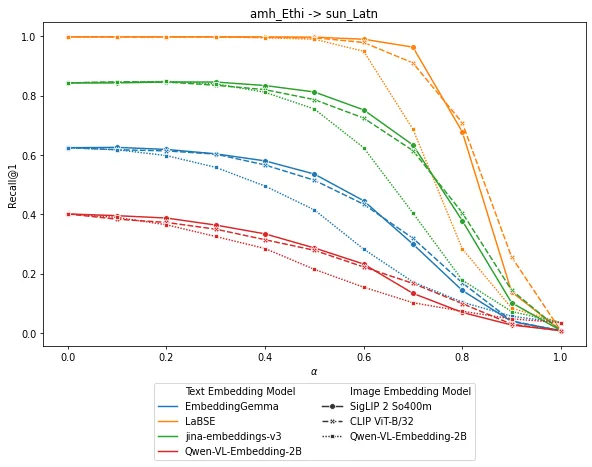 amh_Ethi -> sun_Latn
1.0
0.8
0.6
0.4
0.2
0.0
Recall@1
0.0 0.2 0.4 0.6 0.8 1.0
α
Text Embedding Model
EmbeddingGemma
LaBSE
jina-embeddings-v3
Qwen-VL-Embedding-2B
Image Embedding Model
SigLIP 2 So400m
CLIP ViT-B/32
Qwen-VL-Embedding-2B